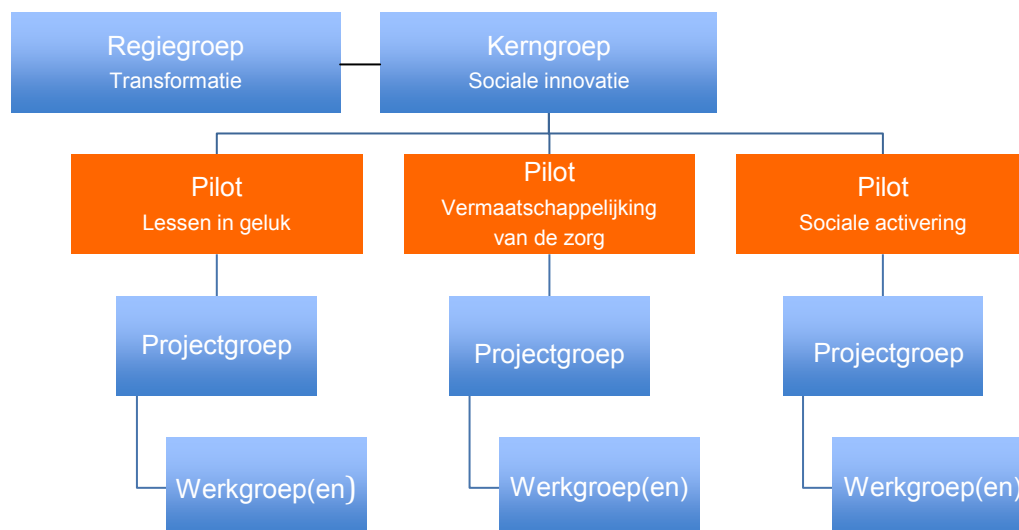 Regiegroep
Transformatie
Kerngroep
Sociale innovatie
Pilot
Lessen in geluk
Pilot
Vermaatschappelijking
van de zorg
Pilot
Sociale activering
Projectgroep
Projectgroep
Projectgroep
Werkgroep(en)
Werkgroep(en)
Werkgroep(en)